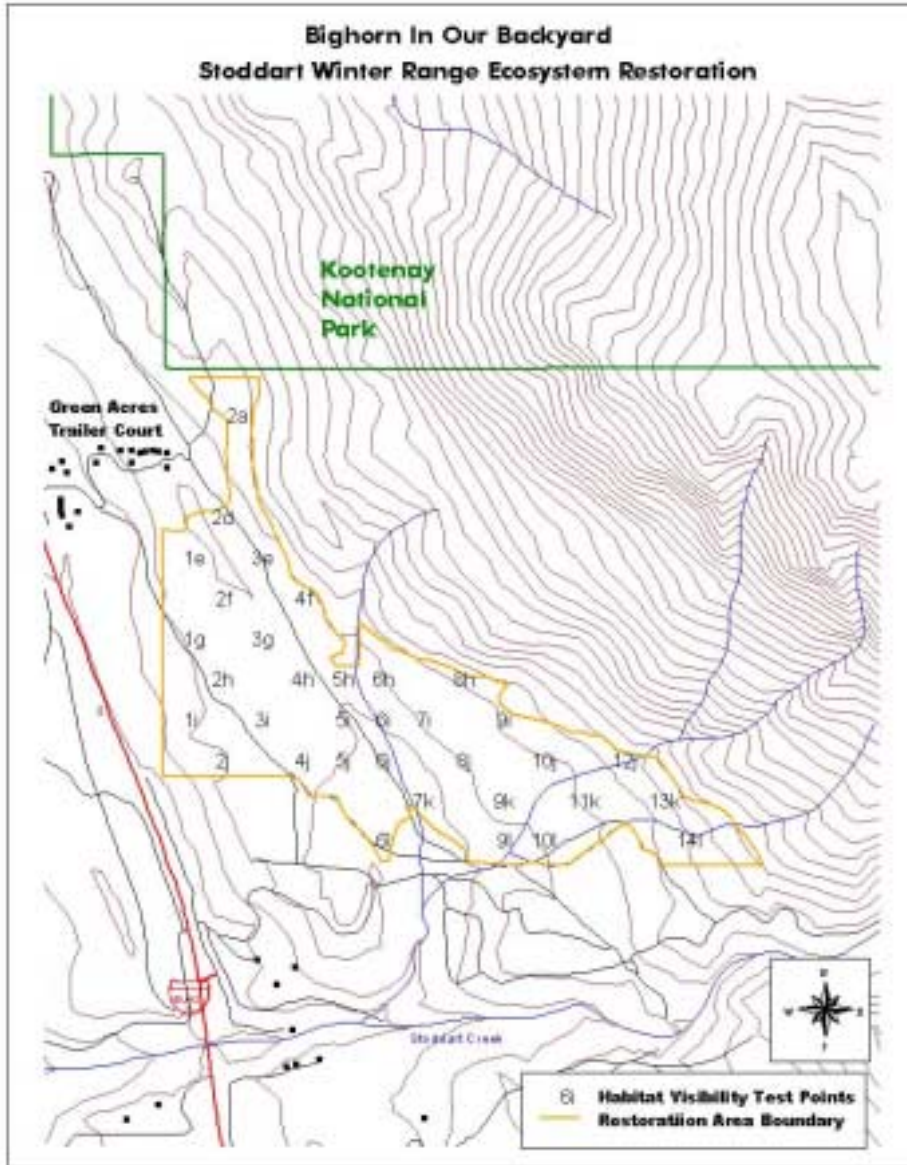 Bighorn In Our Backyard
Stoddart Winter Range Ecosystem Restoration
Kootenay
National
Park
Green Acres
Trailer Court
2a
2d
1e 3e
2f 4f
1g 3g
2h 4h 5h 6h 8h
1i 3i 5i 6i 7i 9i
2j 4j 5j 6j 8j 10j 12j
7k 9k 11k 13k
6l 9l 10l 14l
Stoddart Creek
6j Habitat Visibility Test Points
Restoratiion Area Boundary